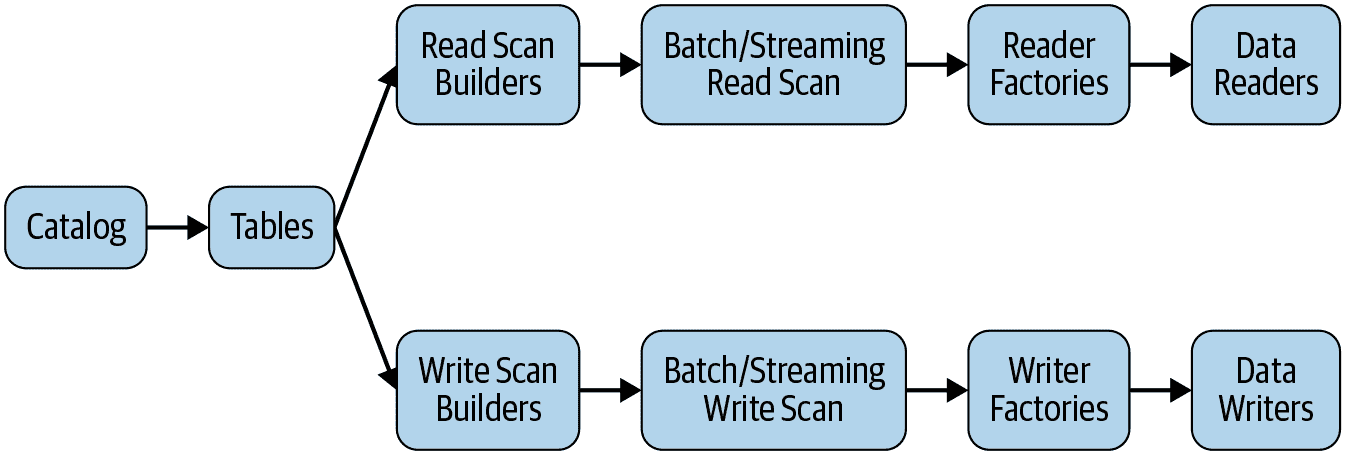 Catalog
Tables
Read Scan
Builders
Batch/Streaming
Read Scan
Reader
Factories
Data
Readers
Write Scan
Builders
Batch/Streaming
Write Scan
Writer
Factories
Data
Writers